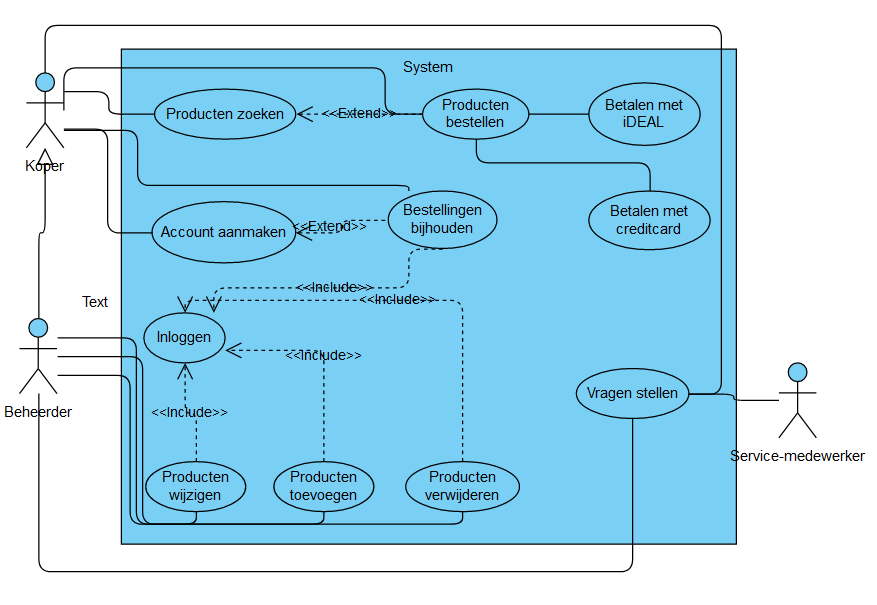 System
Producten zoeken
<<Extend>>
Producten
bestellen
Betalen met
iDEAL
Koper
Account aanmaken
<<Extend>>
Bestellingen
bijhouden
Betalen met
creditcard
<<Include>>
<<Include>>
Text
Inloggen
<<Include>>
Beheerder
<<Include>>
Vragen stellen
Service-medewerker
Producten
wijzigen
Producten
toevoegen
Producten
verwijderen